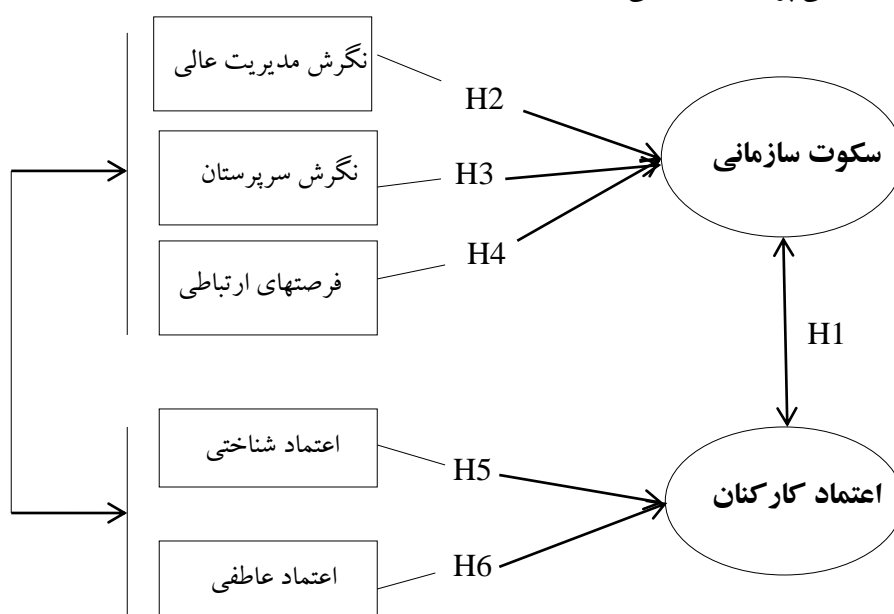 نگرش مدیریت عالی
H2
سکوت سازمانی
نگرش سرپرستان
H3
فرصتهای ارتباطی
H4
H1
اعتماد شناختی
H5
اعتماد کارکنان
اعتماد عاطفی
H6